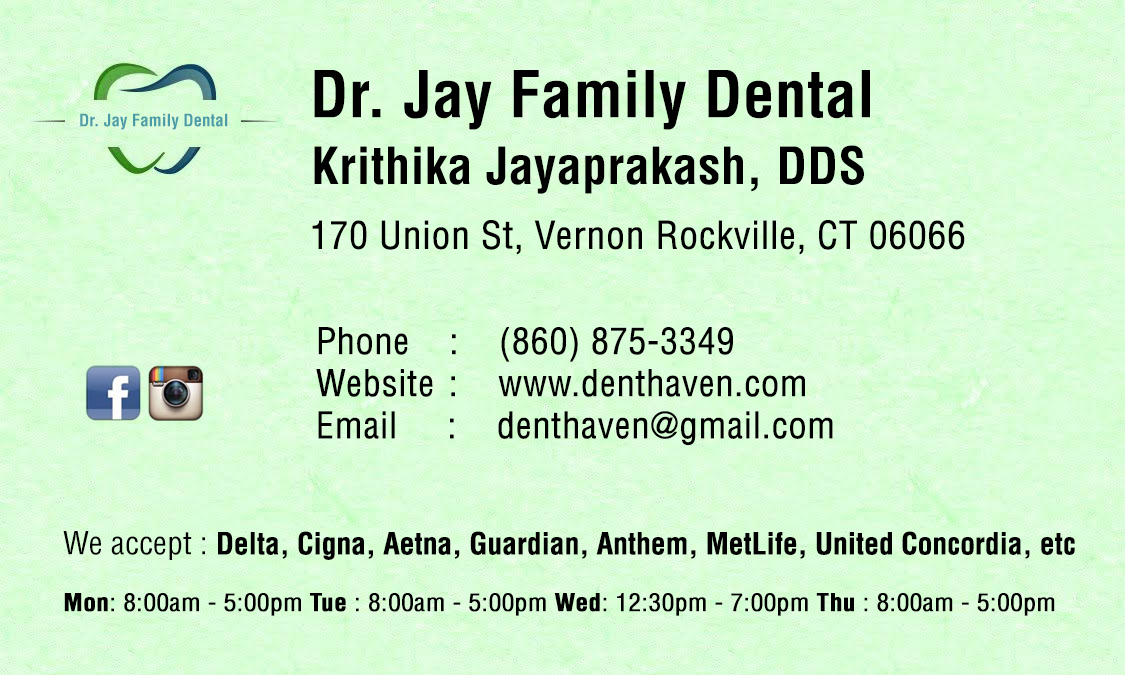 Dr. Jay Family Dental
Dr. Jay Family Dental
Krithika Jayaprakash, DDS
170 Union St, Vernon Rockville, CT 06066
Phone : (860) 875-3349
Website : www.denthaven.com
Email : denthaven@gmail.com
We accept : Delta, Cigna, Aetna, Guardian, Anthem, MetLife, United Concordia, etc
Mon: 8:00am - 5:00pm Tue : 8:00am - 5:00pm Wed: 12:30pm - 7:00pm Thu : 8:00am - 5:00pm